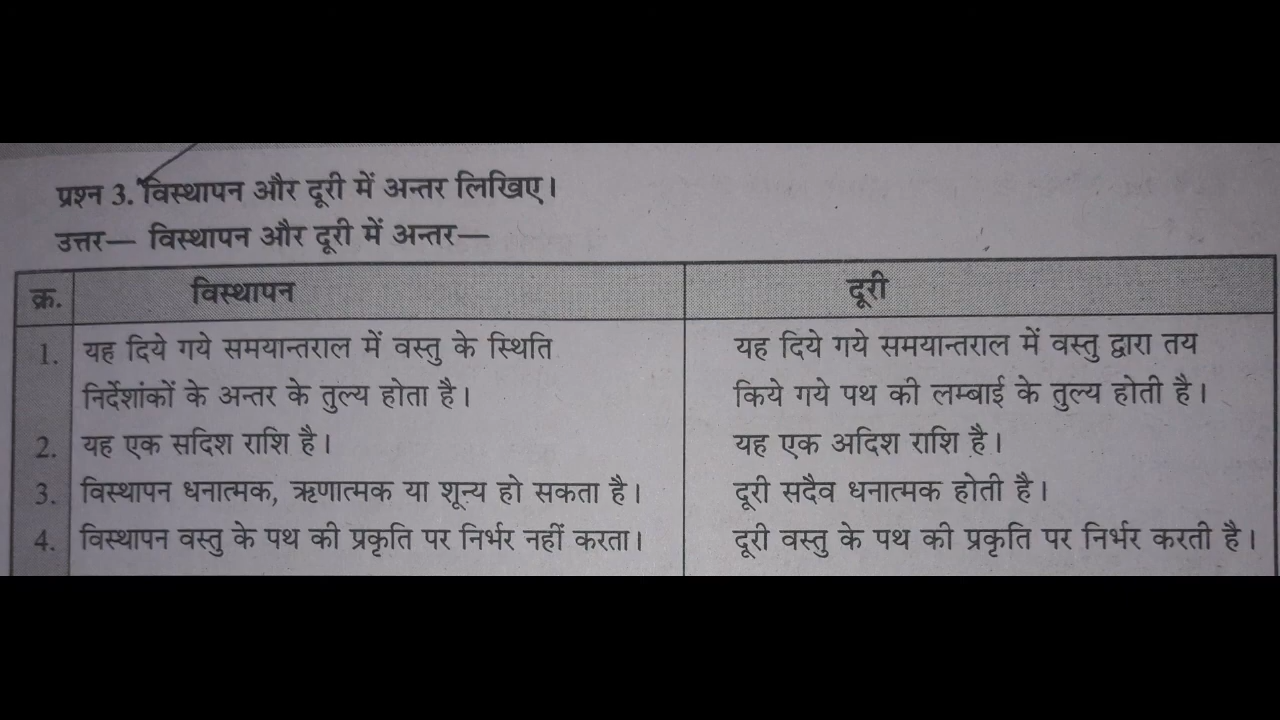 प्रश्न 3. विस्थापन और दूरी में अन्तर लिखिए।
उत्तर— विस्थापन और दूरी में अन्तर—
क्र. विस्थापन दूरी
1. यह दिये गये समयान्तराल में वस्तु के स्थिति यह दिये गये समयान्तराल में वस्तु द्वारा तय
निर्देशांकों के अन्तर के तुल्य होता है। किये गये पथ की लम्बाई के तुल्य होती है।
2. यह एक सदिश राशि है। यह एक अदिश राशि है।
3. विस्थापन धनात्मक, ऋणात्मक या शून्य हो सकता है। दूरी सदैव धनात्मक होती है।
4. विस्थापन वस्तु के पथ की प्रकृति पर निर्भर नहीं करता। दूरी वस्तु के पथ की प्रकृति पर निर्भर करती है।